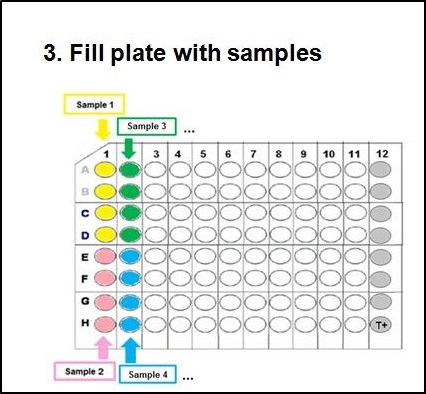 3. Fill plate with samples
Sample 1
Sample 3 ...
1 3 4 5 6 7 8 9 10 11 12
A
B
C
D
E
F
G
H T+
Sample 2
Sample 4 ...